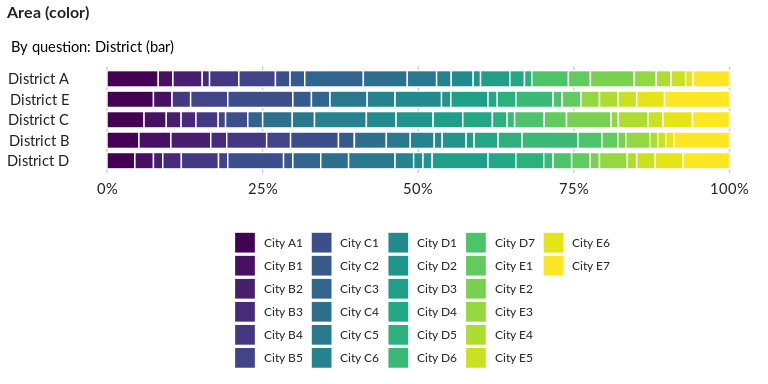 Area (color)
By question: District (bar)
District A
District E
District C
District B
District D
0% 25% 50% 75% 100%
City A1 City C1 City D1 City D7 City E6
City B1 City C2 City D2 City E1 City E7
City B2 City C3 City D3 City E2
City B3 City C4 City D4 City E3
City B4 City C5 City D5 City E4
City B5 City C6 City D6 City E5